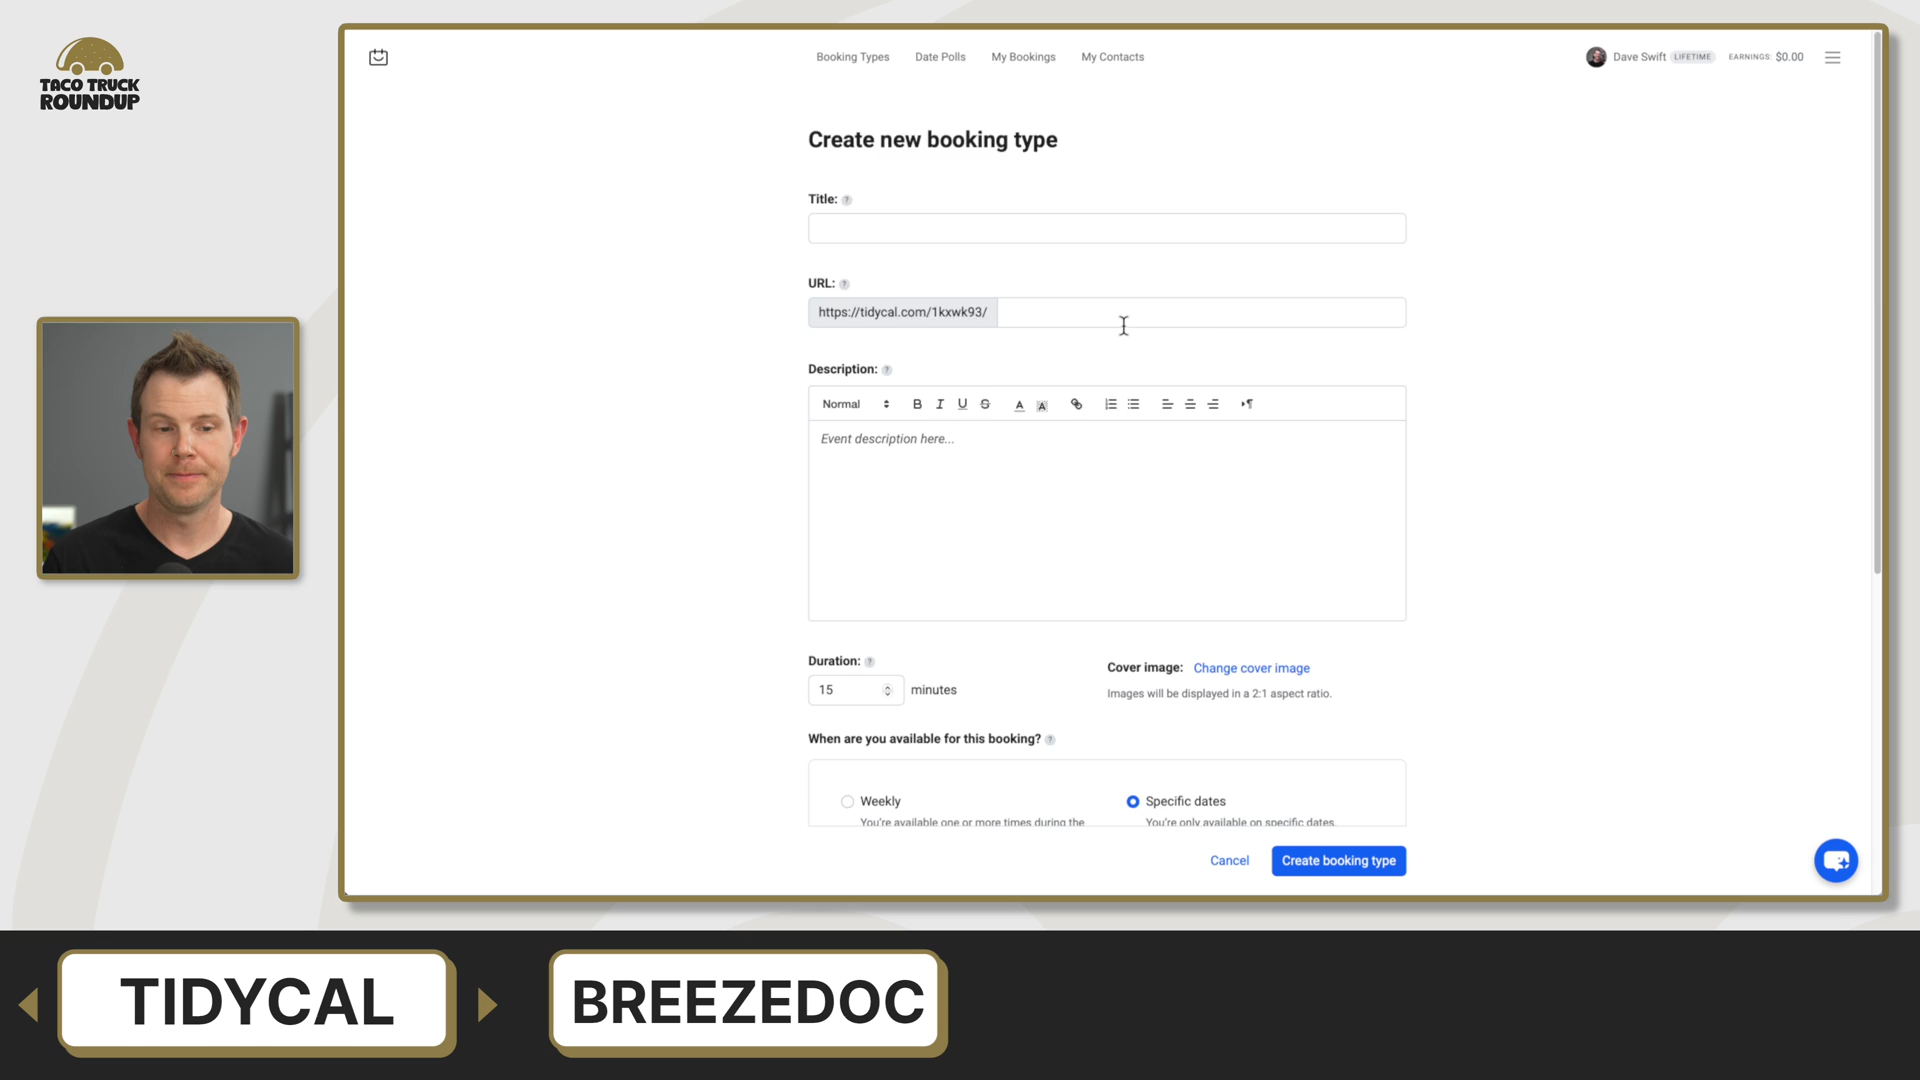 TACO TRUCK
ROUNDUP
Booking Types
Date Polls
My Bookings
My Contacts
Dave Swift LIFETIME
EARNINGS: $0.00
Create new booking type
Title: ?
URL: ?
https://tidycal.com/1kxwk93/
Description: ?
Normal
B I U S A A
Event description here...
Duration: ?
15 minutes
Cover image: Change cover image
Images will be displayed in a 2:1 aspect ratio.
When are you available for this booking? ?
Weekly
You're available one or more times during the
Specific dates
You're only available on specific dates.
Cancel
Create booking type
TIDYCAL
BREEZEDOC